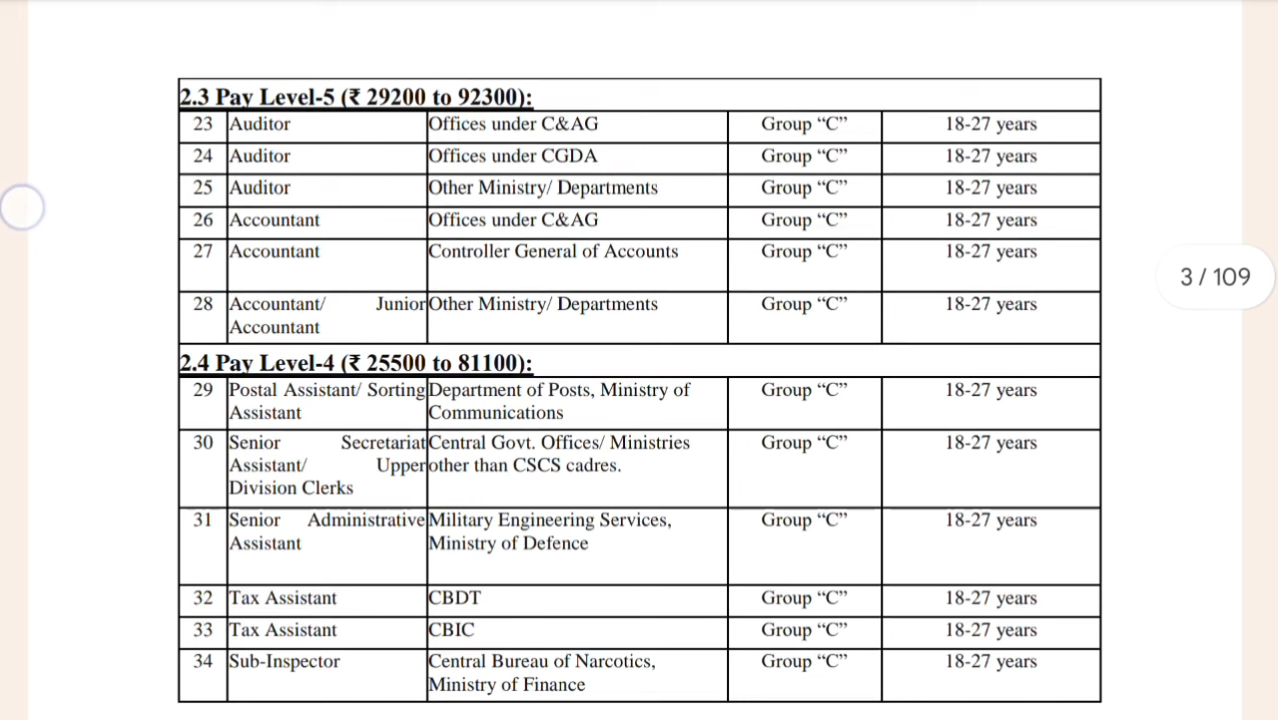 2.3 Pay Level-5 (₹ 29200 to 92300):
23 Auditor Offices under C&AG Group “C” 18-27 years
24 Auditor Offices under CGDA Group “C” 18-27 years
25 Auditor Other Ministry/ Departments Group “C” 18-27 years
26 Accountant Offices under C&AG Group “C” 18-27 years
27 Accountant Controller General of Accounts Group “C” 18-27 years
3 / 109
28 Accountant/ Junior Other Ministry/ Departments Group “C” 18-27 years
Accountant
2.4 Pay Level-4 (₹ 25500 to 81100):
29 Postal Assistant/ Sorting Department of Posts, Ministry of Group “C” 18-27 years
Assistant Communications
30 Senior Secretariat Central Govt. Offices/ Ministries Group “C” 18-27 years
Assistant/ Upper other than CSCS cadres.
Division Clerks
31 Senior Administrative Military Engineering Services, Group “C” 18-27 years
Assistant Ministry of Defence
32 Tax Assistant CBDT Group “C” 18-27 years
33 Tax Assistant CBIC Group “C” 18-27 years
34 Sub-Inspector Central Bureau of Narcotics, Group “C” 18-27 years
Ministry of Finance